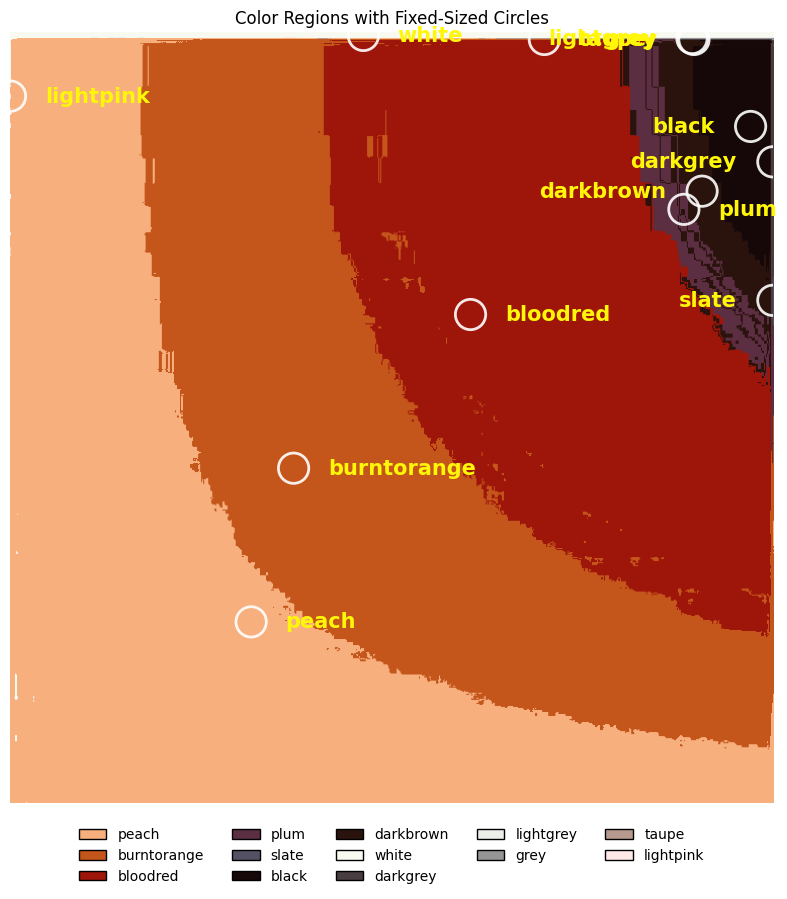 Color Regions with Fixed-Sized Circles
white
lightgrey
taupe
grey
lightpink
black
darkgrey
darkbrown
plum
slate
bloodred
burntorange
peach
peach
burntorange
bloodred
plum
slate
black
darkbrown
white
darkgrey
lightgrey
grey
taupe
lightpink